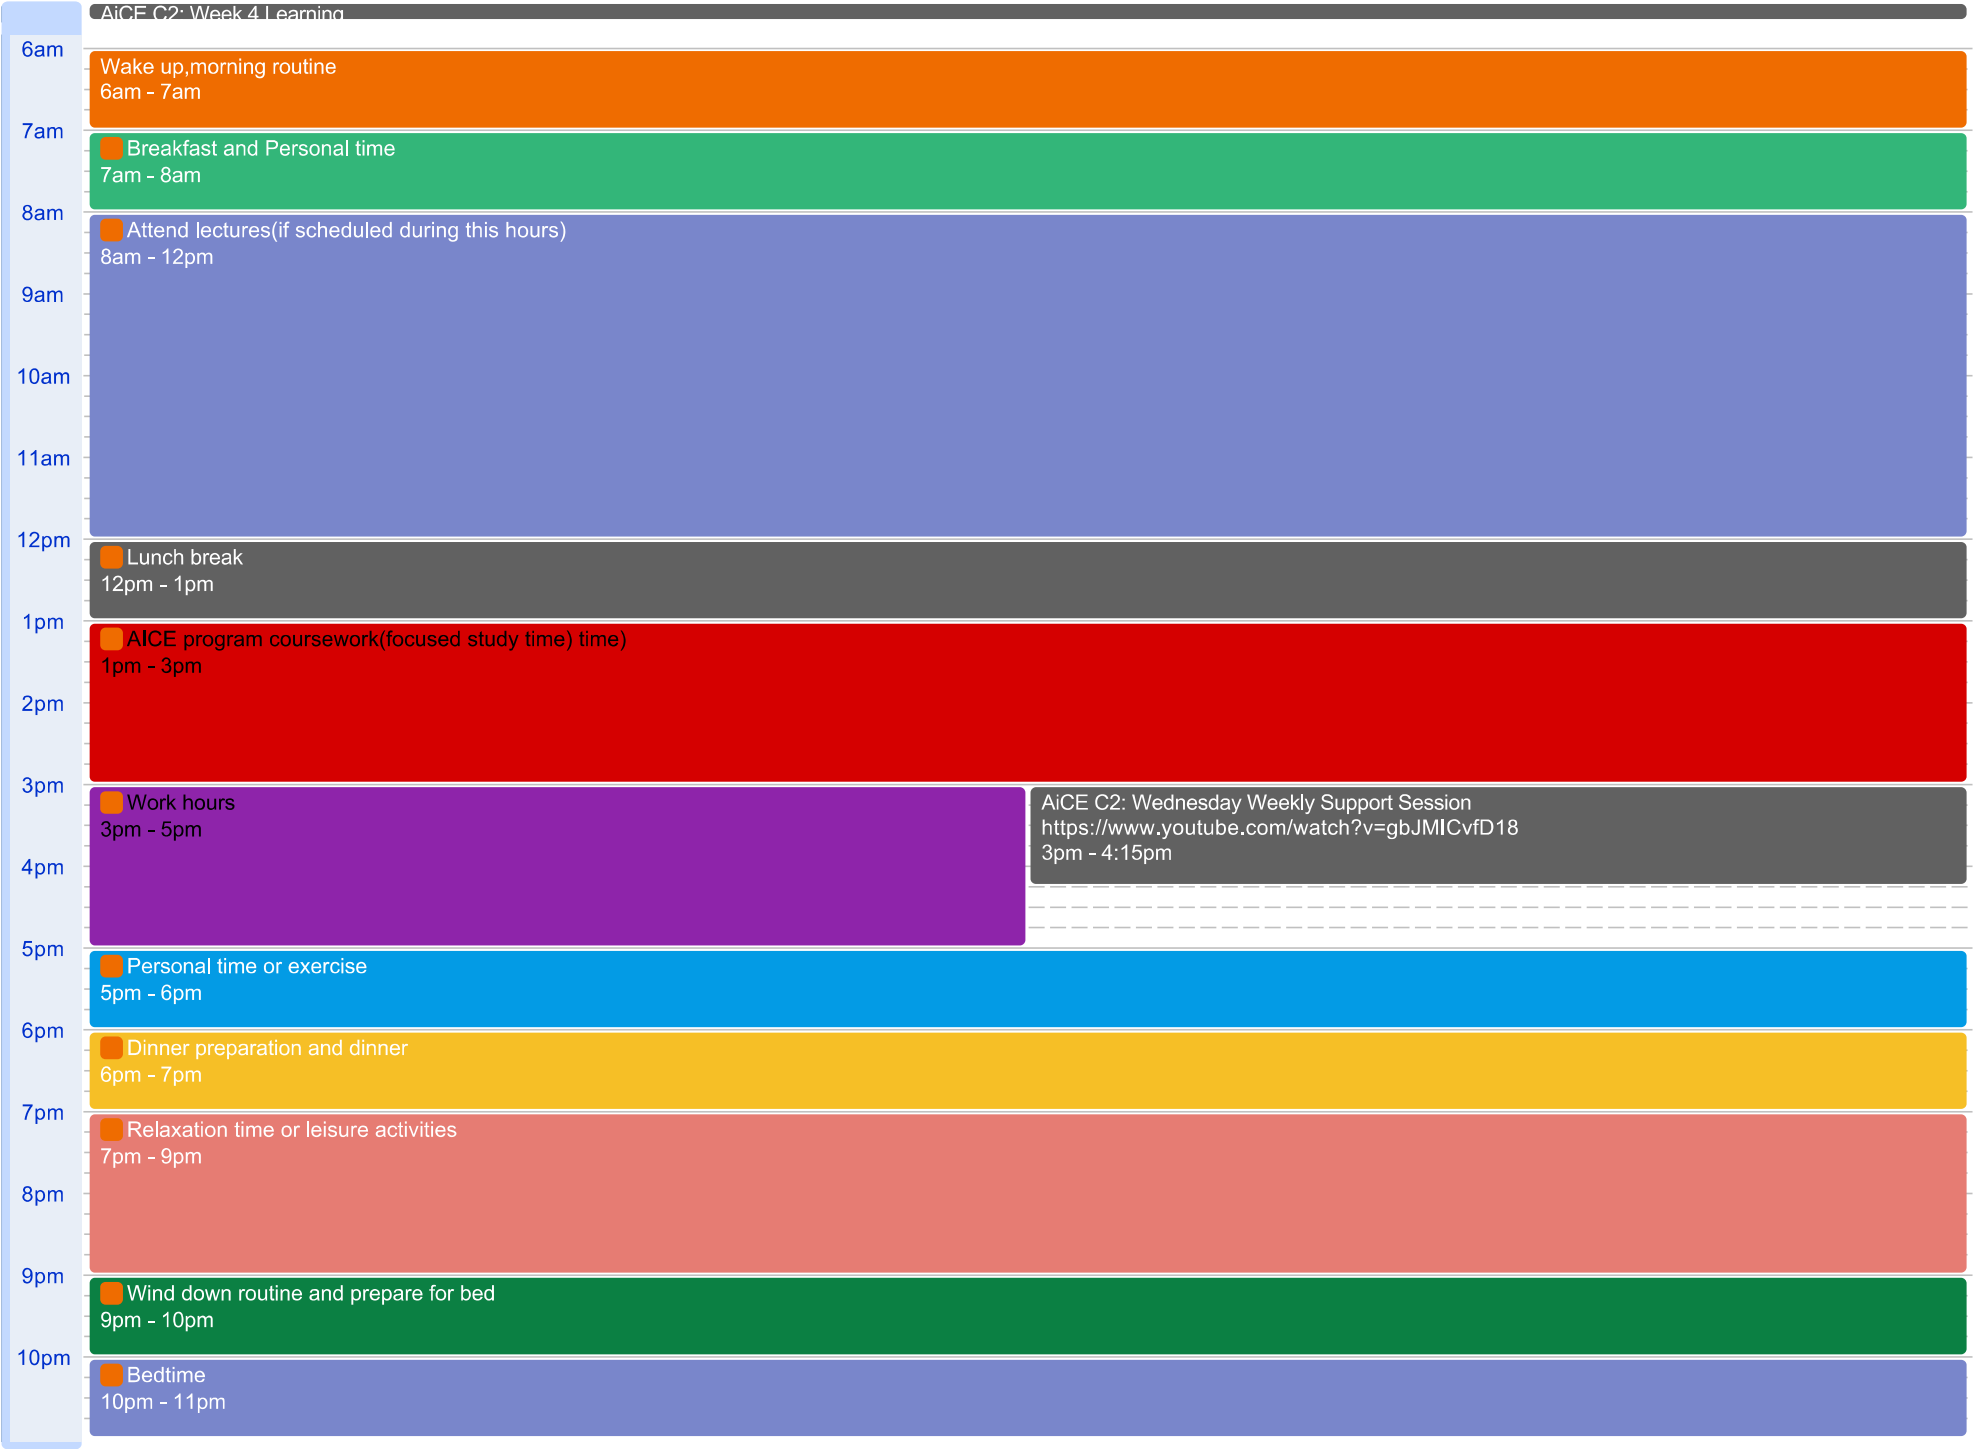 AiCE C2: Week 4 Learning
6am
Wake up,morning routine
6am - 7am
7am
Breakfast and Personal time
7am - 8am
8am
Attend lectures(if scheduled during this hours)
8am - 12pm
9am
10am
11am
12pm
Lunch break
12pm - 1pm
1pm
AICE program coursework(focused study time) time)
1pm - 3pm
2pm
3pm
Work hours
3pm - 5pm
AiCE C2: Wednesday Weekly Support Session
https://www.youtube.com/watch?v=gbJMlCvfD18
3pm - 4:15pm
4pm
5pm
Personal time or exercise
5pm - 6pm
6pm
Dinner preparation and dinner
6pm - 7pm
7pm
Relaxation time or leisure activities
7pm - 9pm
8pm
9pm
Wind down routine and prepare for bed
9pm - 10pm
10pm
Bedtime
10pm - 11pm